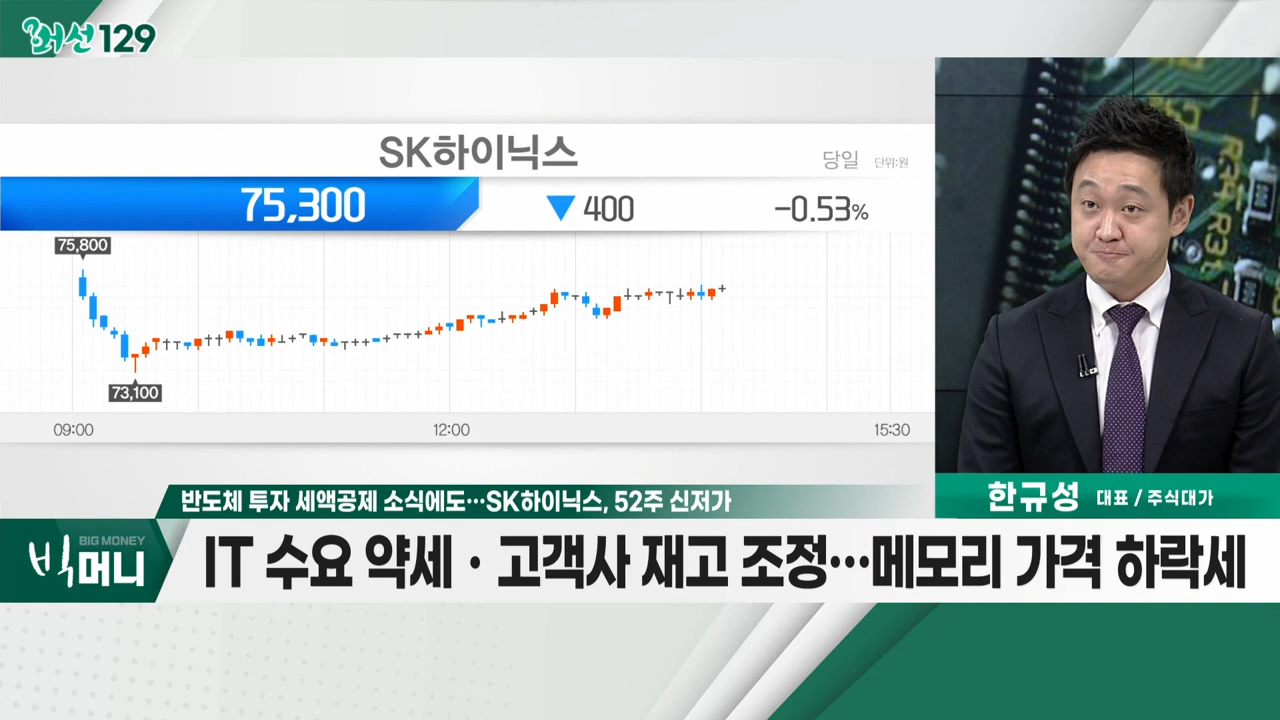 최선129
SK하이닉스
당일 단위:원
75,300 ▼400 -0.53%
75,800
73,100
09:00 12:00 15:30
한규성 대표 / 주식대가
반도체 투자 세액공제 소식에도…SK하이닉스, 52주 신저가
BIG MONEY
빅머니
IT 수요 약세·고객사 재고 조정…메모리 가격 하락세